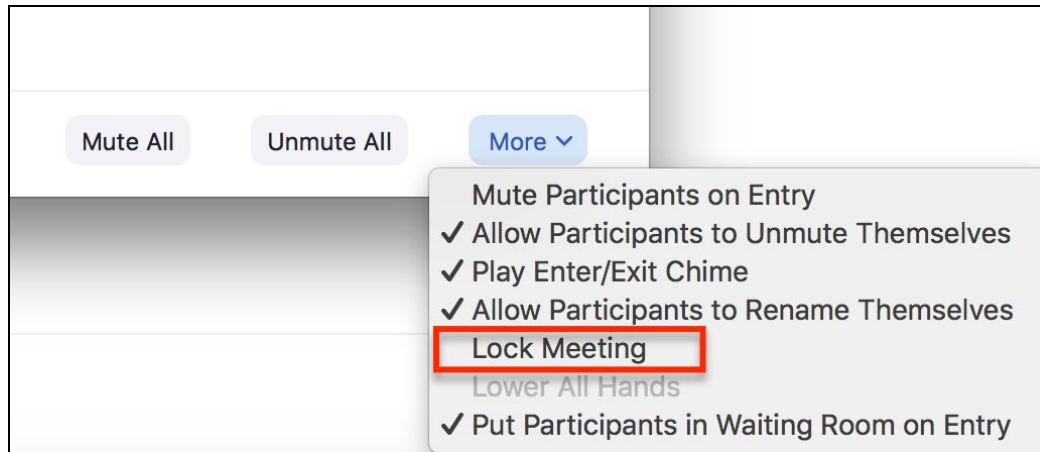 Mute All Unmute All More
Mute Participants on Entry
✓ Allow Participants to Unmute Themselves
✓ Play Enter/Exit Chime
✓ Allow Participants to Rename Themselves
Lock Meeting
Lower All Hands
✓ Put Participants in Waiting Room on Entry